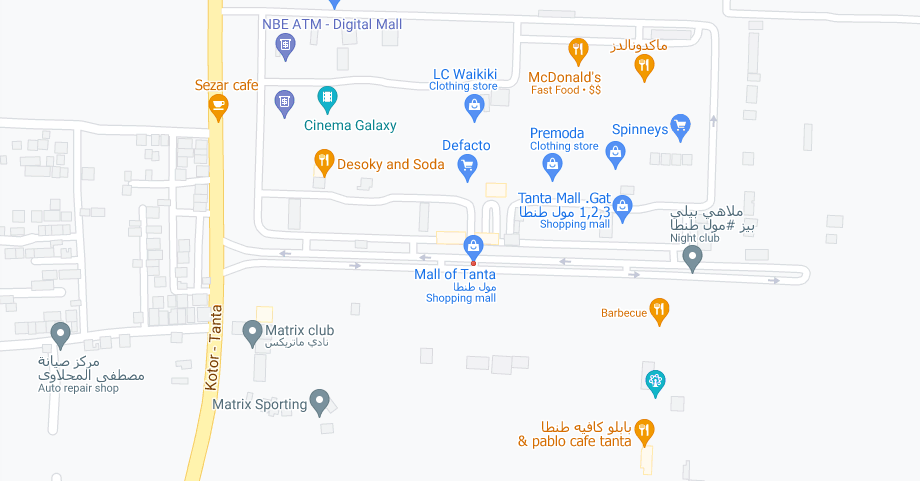 NBE ATM - Digital Mall
ماكدونالدز
McDonald's
Fast Food • $$
LC Waikiki
Clothing store
Sezar cafe
Cinema Galaxy
Premoda
Clothing store
Spinneys
Defacto
Desoky and Soda
Tanta Mall .Gat
1,2,3 مول طنطا
Shopping mall
ملاهي بيلي
بيز #مول طنطا
Night club
Mall of Tanta
مول طنطا
Shopping mall
Kotor - Tanta
Barbecue
Matrix club
نادي ماتريكس
مركز صيانة
مصطفى المحلاوى
Auto repair shop
Matrix Sporting
بابلو كافيه طنطا
& pablo cafe tanta